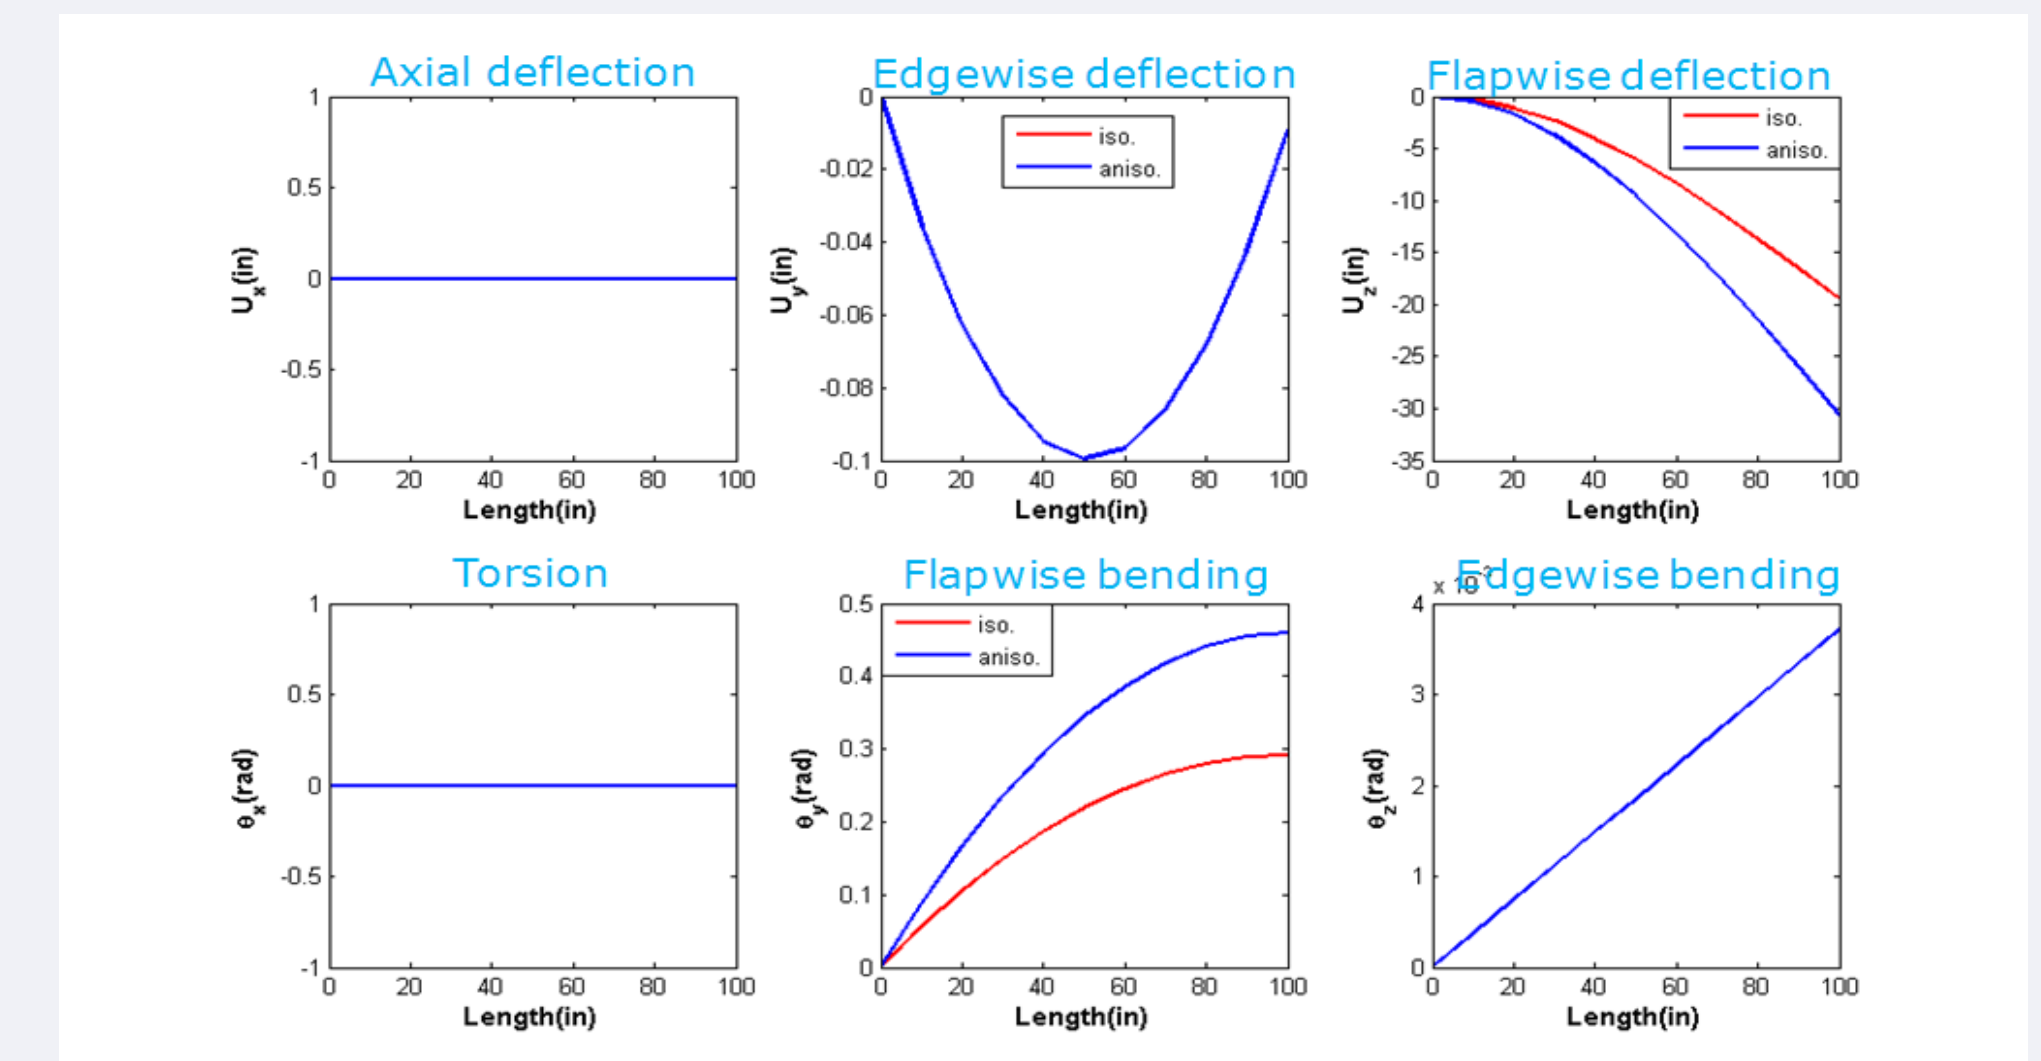 Axial deflection
1
0.5
0
-0.5
-1
Ux(in)
0 20 40 60 80 100
Length(in)
Edgewise deflection
0
-0.02
-0.04
-0.06
-0.08
-0.1
Uy(in)
iso.
aniso.
0 20 40 60 80 100
Length(in)
Flapwise deflection
0
-5
-10
-15
-20
-25
-30
-35
Uz(in)
iso.
aniso.
0 20 40 60 80 100
Length(in)
Torsion
1
0.5
0
-0.5
-1
θx(rad)
0 20 40 60 80 100
Length(in)
Flapwise bending
0.5
0.4
0.3
0.2
0.1
0
θy(rad)
iso.
aniso.
0 20 40 60 80 100
Length(in)
Edgewise bending
x 10-3
4
3
2
1
0
θz(rad)
0 20 40 60 80 100
Length(in)